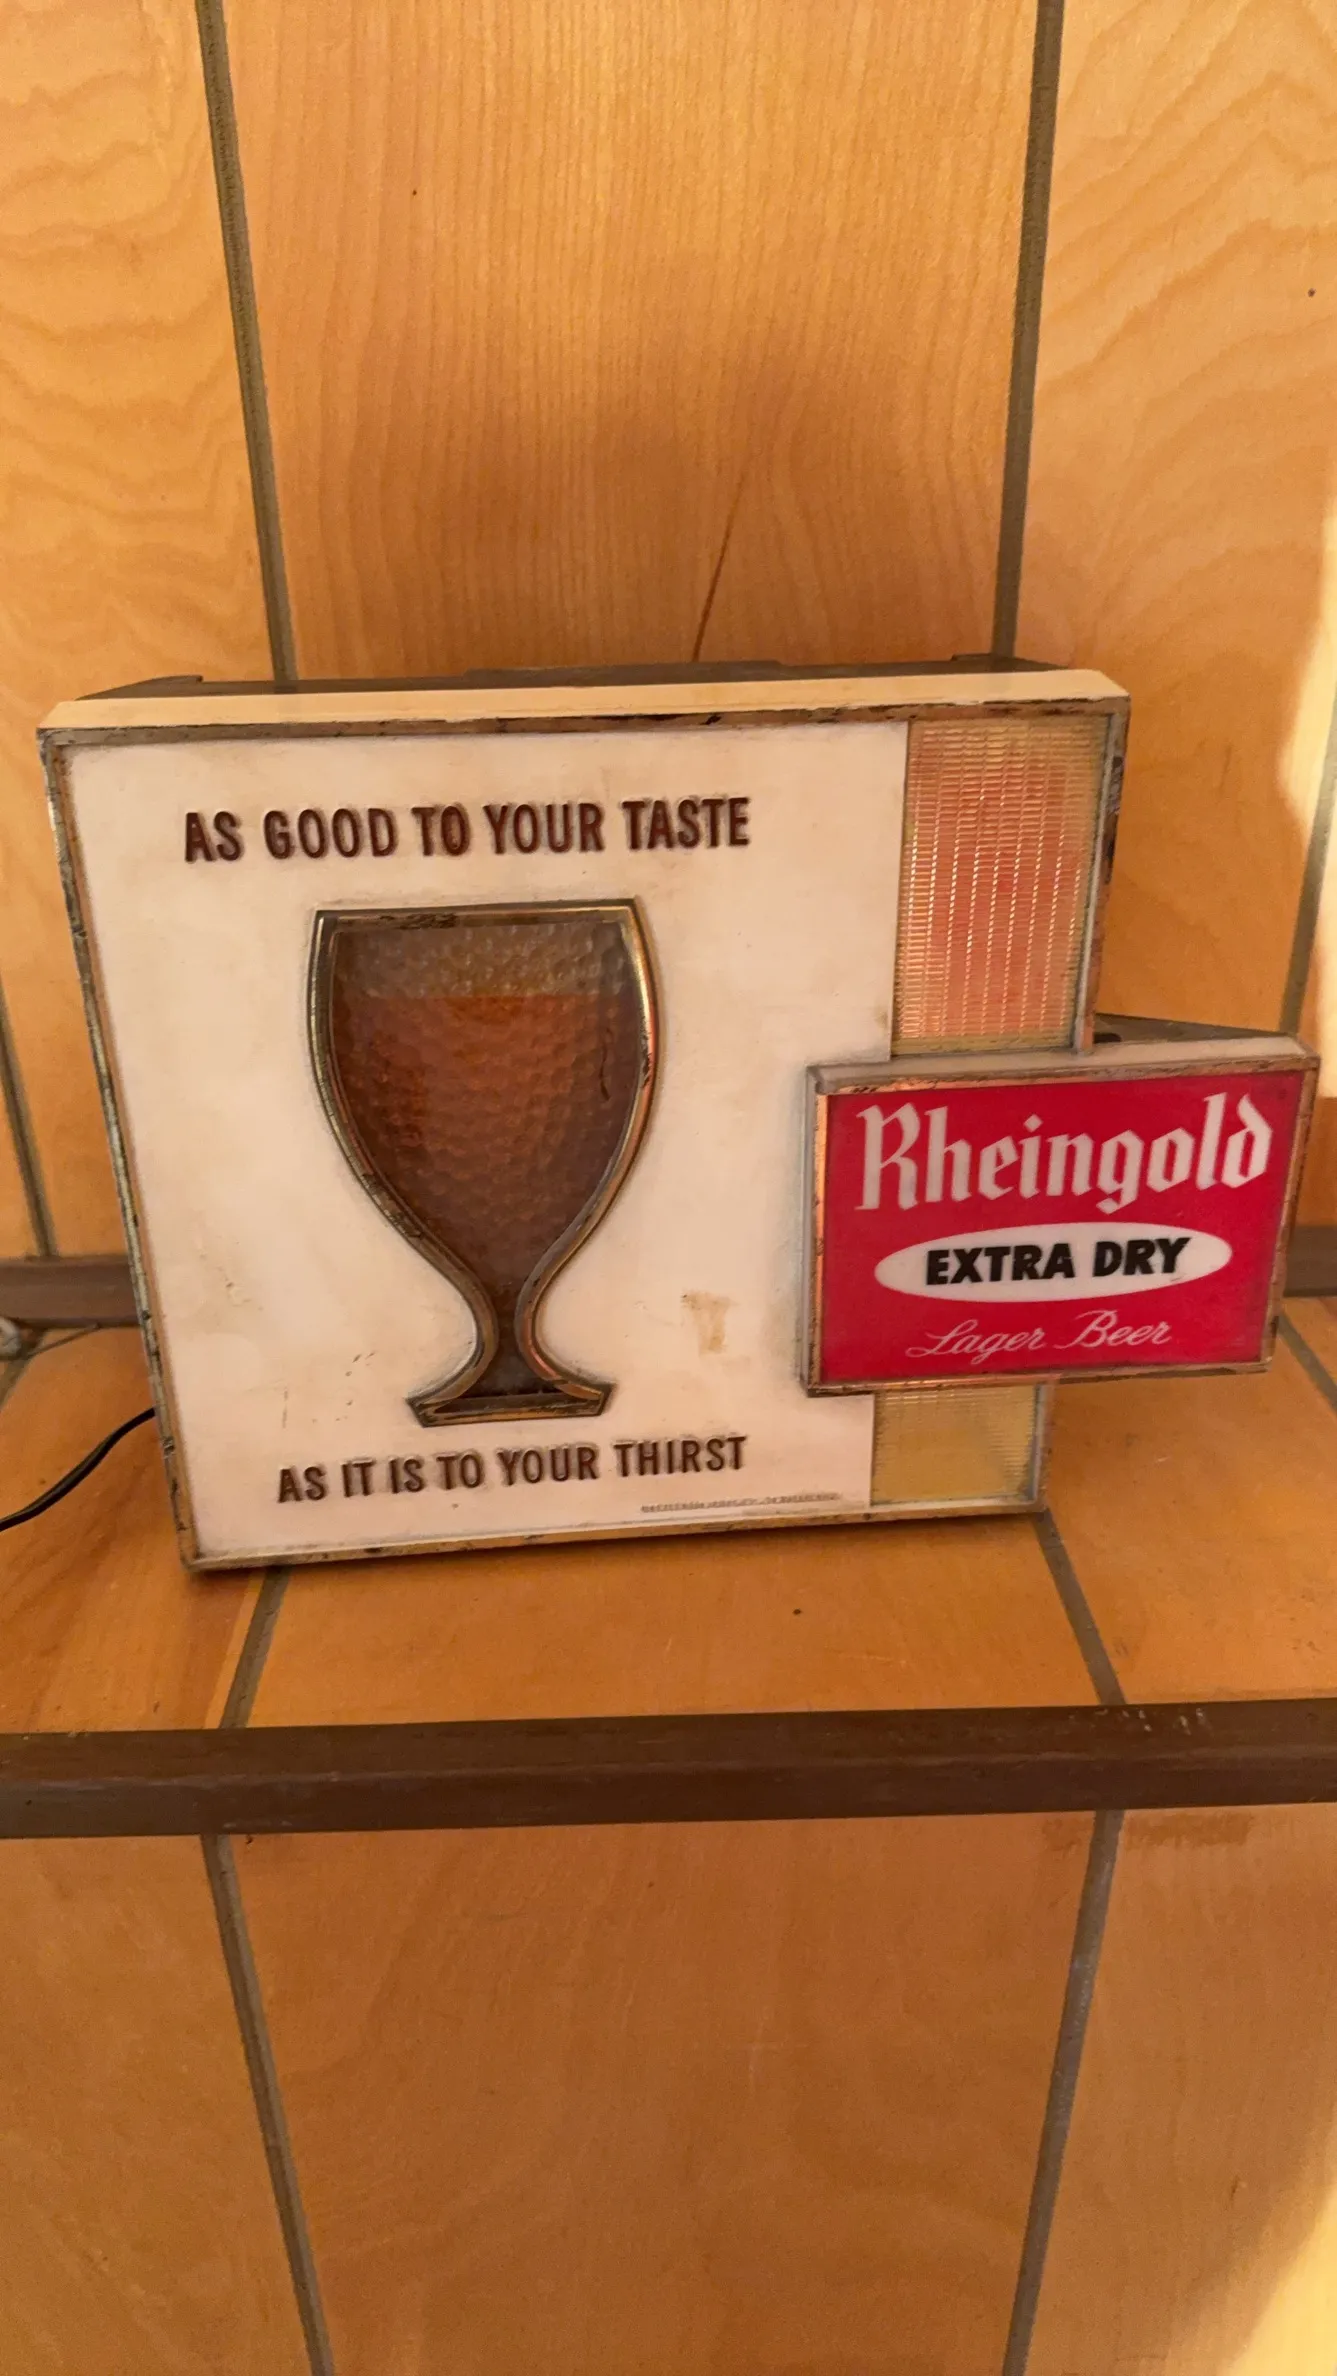 AS GOOD TO YOUR TASTE
AS IT IS TO YOUR THIRST
Rheingold
EXTRA DRY
Lager Beer